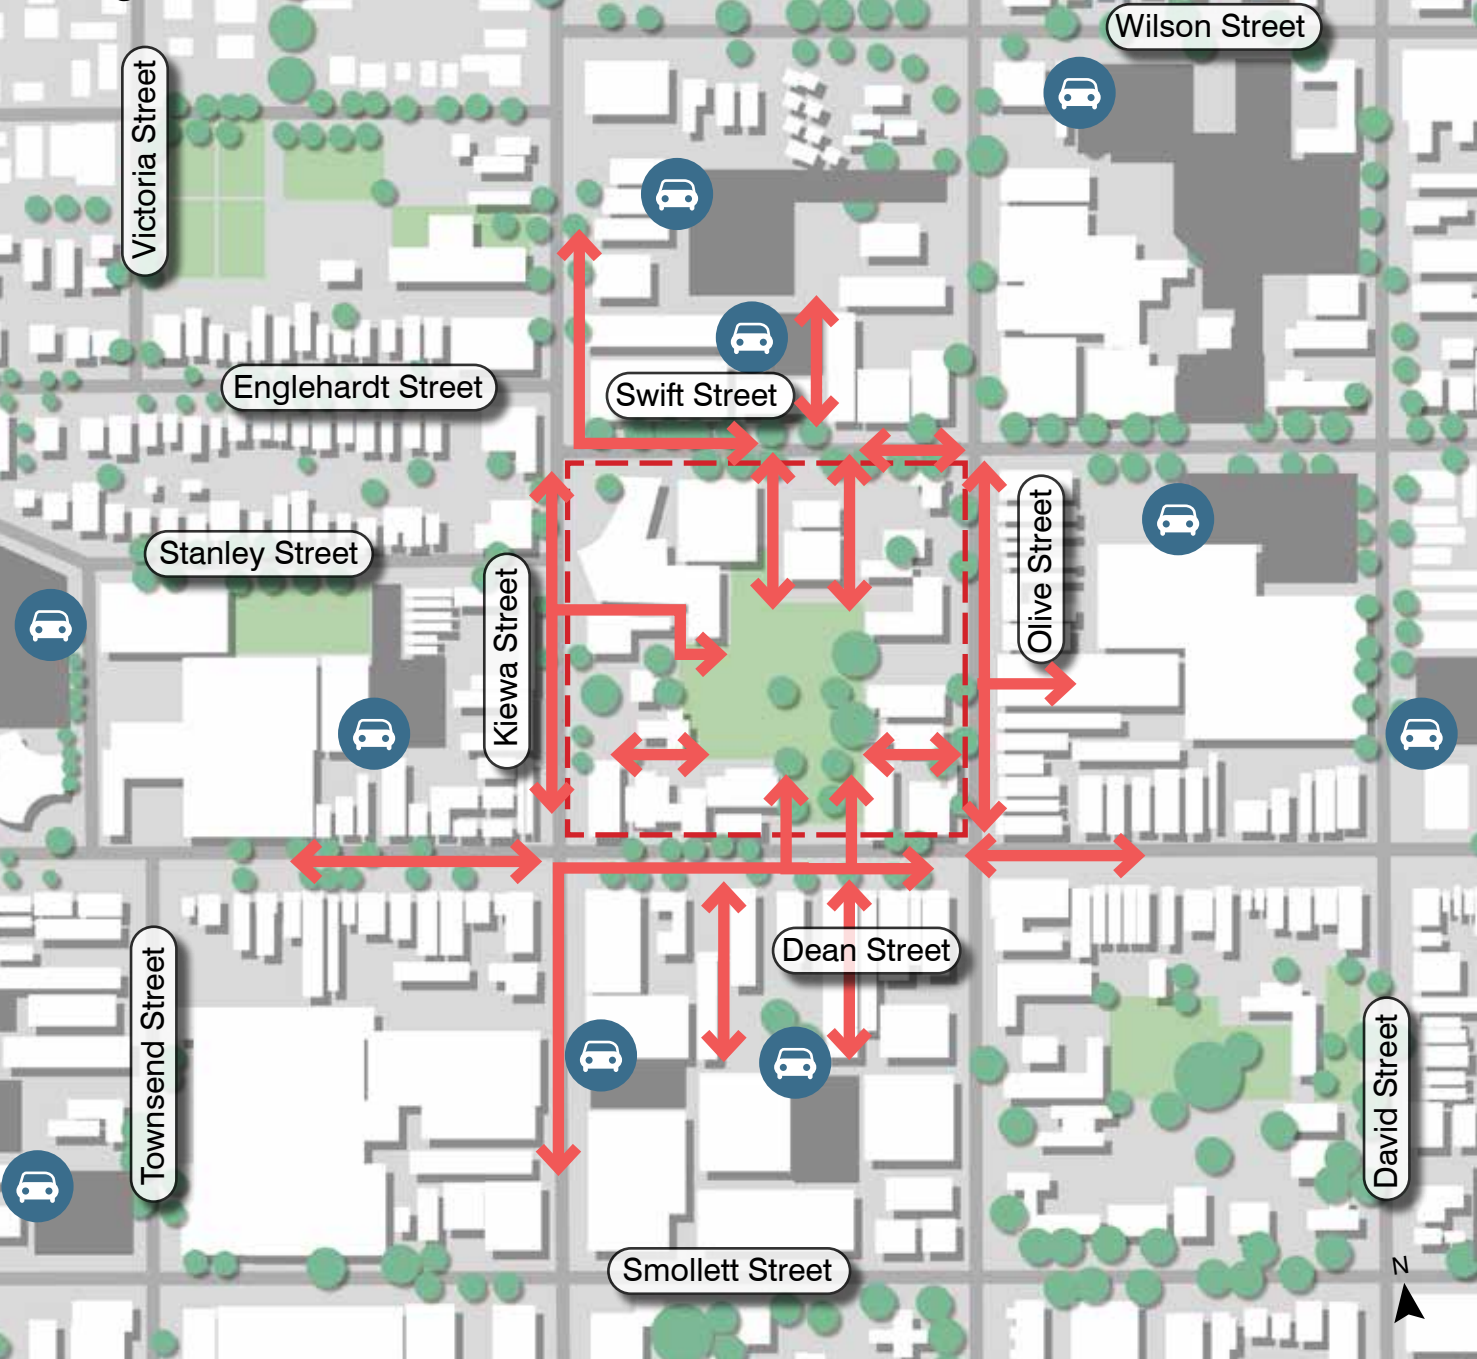 Wilson Street
Victoria Street
Englehardt Street
Swift Street
Stanley Street
Olive Street
Kiewa Street
Dean Street
Townsend Street
David Street
Smollett Street
N